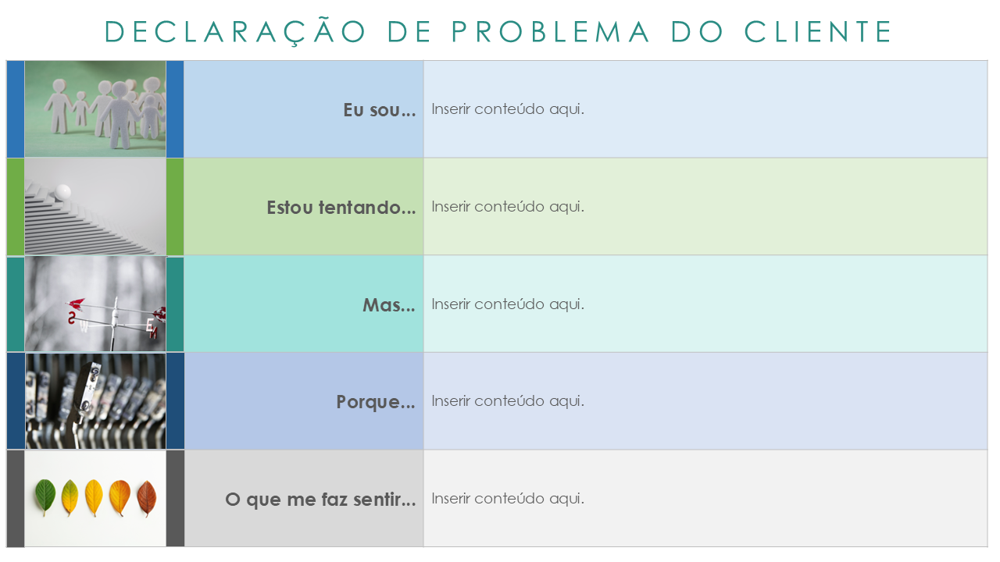 DECLARAÇÃO DE PROBLEMA DO CLIENTE
Eu sou...
Inserir conteúdo aqui.
Estou tentando...
Inserir conteúdo aqui.
Mas...
Inserir conteúdo aqui.
S W E N
Porque...
Inserir conteúdo aqui.
O que me faz sentir...
Inserir conteúdo aqui.